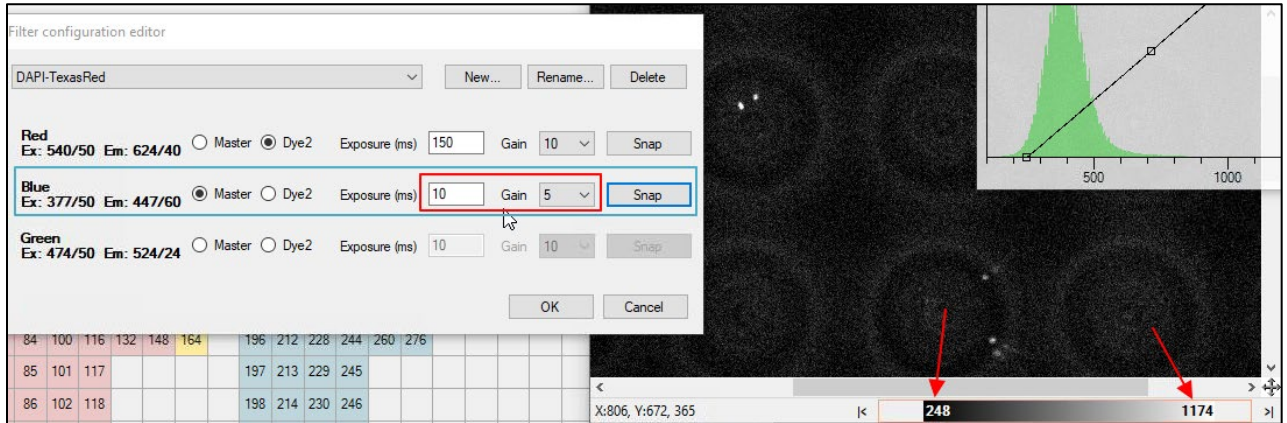 Filter configuration editor
DAPI-TexasRed New... Rename... Delete
Red
Ex: 540/50 Em: 624/40 Master Dye2 Exposure (ms) 150 Gain 10 Snap
Blue
Ex: 377/50 Em: 447/60 Master Dye2 Exposure (ms) 10 Gain 5 Snap
Green
Ex: 474/50 Em: 524/24 Master Dye2 Exposure (ms) 10 Gain 10 Snap
OK Cancel
84 100 116 132 148 164 196 212 228 244 260 276
85 101 117 197 213 229 245
86 102 118 198 214 230 246
500 1000
X:806, Y:672, 365 |< 248 1174 >|